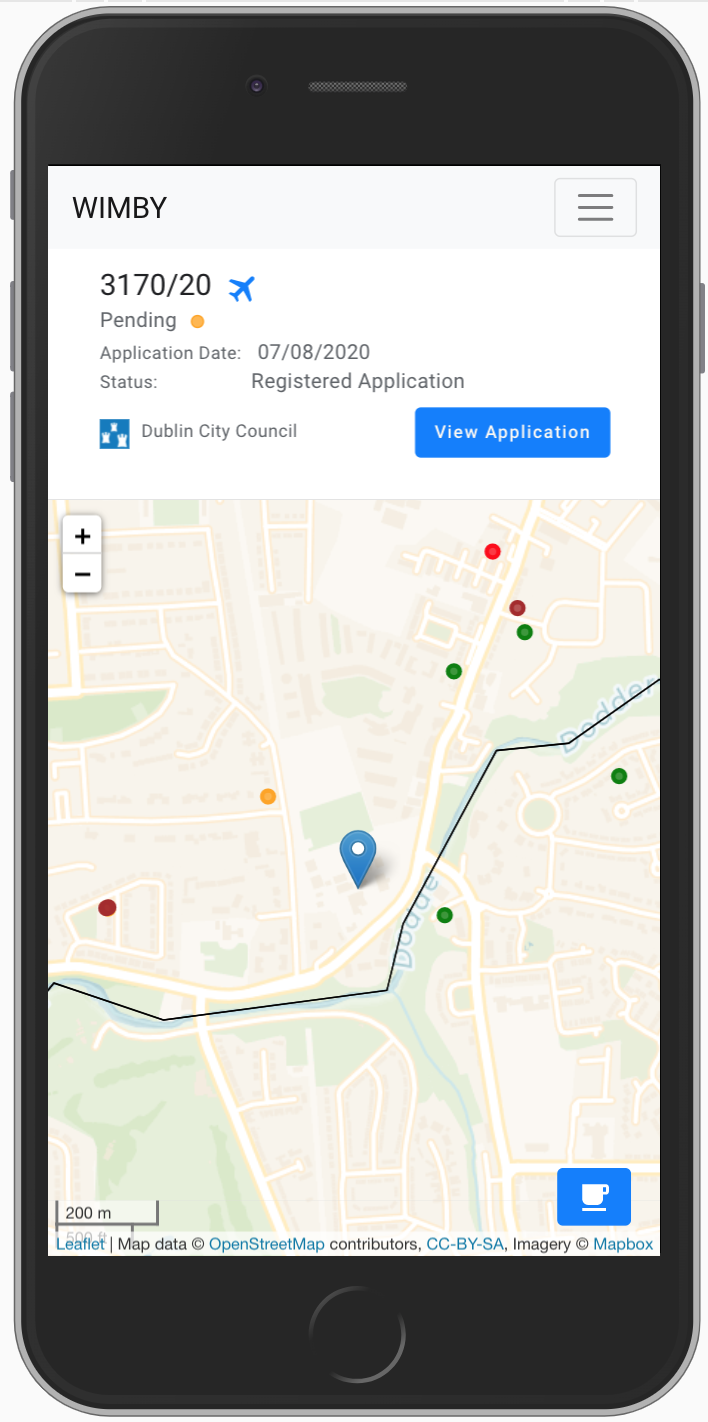 WIMBY
3170/20
Pending
Application Date: 07/08/2020
Status: Registered Application
Dublin City Council
View Application
+
−
Dodder
Dodde
200 m
500 ft
Leaflet | Map data © OpenStreetMap contributors, CC-BY-SA, Imagery © Mapbox